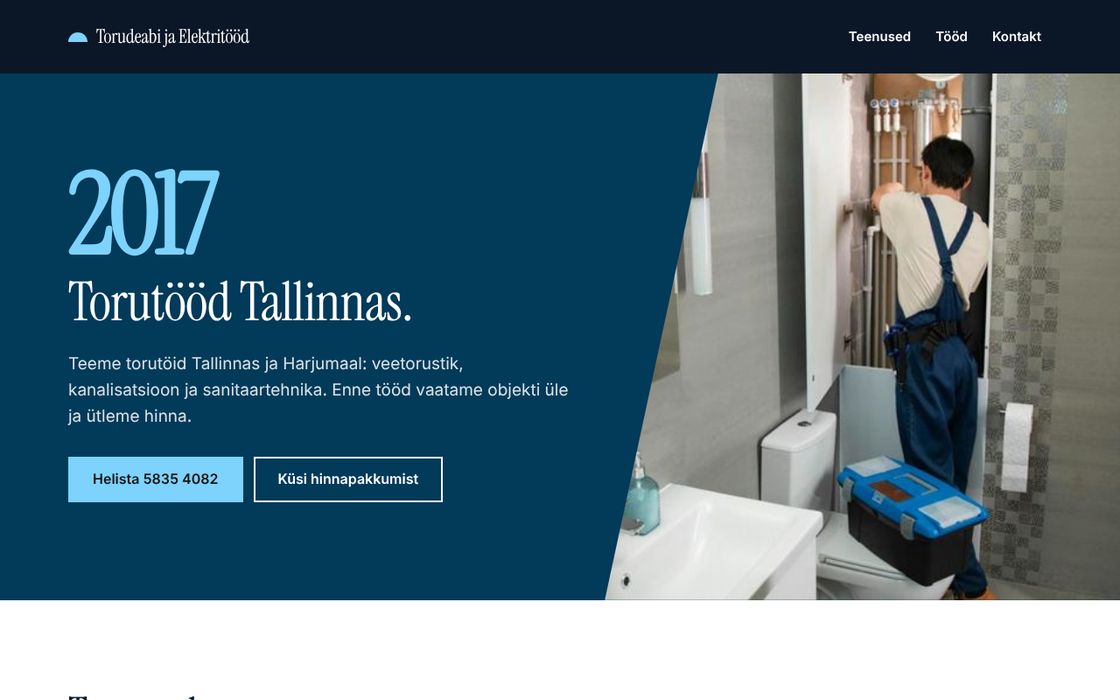 Torudeabi ja Elektritööd
Teenused
Tööd
Kontakt
2017
Torutööd Tallinnas.
Teeme torutöid Tallinnas ja Harjumaal: veetorustik,
kanalisatsioon ja sanitaartehnika. Enne tööd vaatame objekti üle
ja ütleme hinna.
Helista 5835 4082
Küsi hinnapakkumist